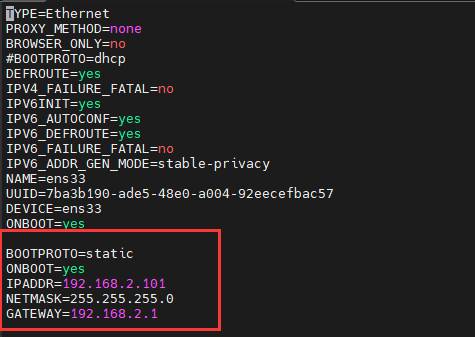 TYPE=Ethernet
PROXY_METHOD=none
BROWSER_ONLY=no
#BOOTPROTO=dhcp
DEFROUTE=yes
IPV4_FAILURE_FATAL=no
IPV6INIT=yes
IPV6_AUTOCONF=yes
IPV6_DEFROUTE=yes
IPV6_FAILURE_FATAL=no
IPV6_ADDR_GEN_MODE=stable-privacy
NAME=ens33
UUID=7ba3b190-ade5-48e0-a004-92eecefbac57
DEVICE=ens33
ONBOOT=yes
BOOTPROTO=static
ONBOOT=yes
IPADDR=192.168.2.101
NETMASK=255.255.255.0
GATEWAY=192.168.2.1